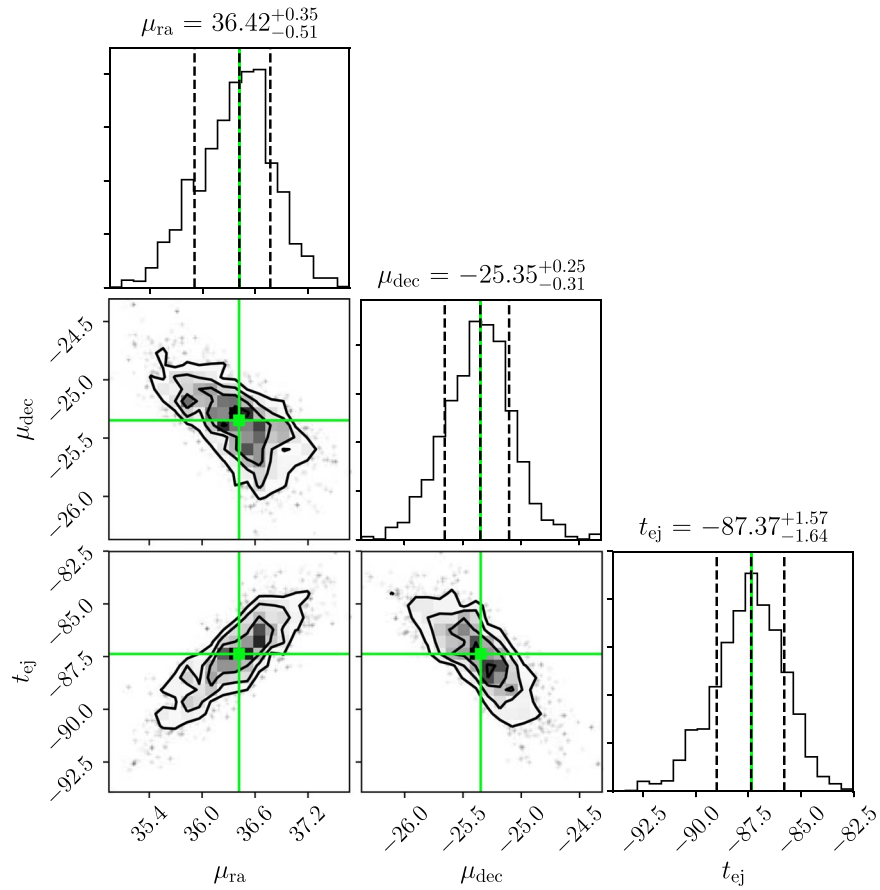 μ_ra = 36.42^{+0.35}_{−0.51}
μ_dec = −25.35^{+0.25}_{−0.31}
t_ej = −87.37^{+1.57}_{−1.64}
μ_dec
−24.5
−25.0
−25.5
−26.0
t_ej
−82.5
−85.0
−87.5
−90.0
−92.5
35.4 36.0 36.6 37.2
−26.0 −25.5 −25.0 −24.5
−92.5 −90.0 −87.5 −85.0 −82.5
μ_ra
μ_dec
t_ej